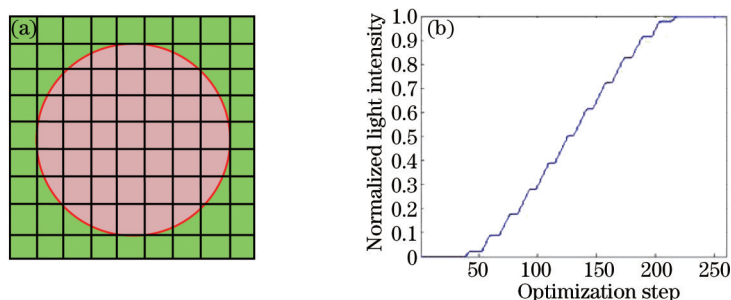 (a)
(b)
Normalized light intensity
1.0
0.9
0.8
0.7
0.6
0.5
0.4
0.3
0.2
0.1
0
50 100 150 200 250
Optimization step